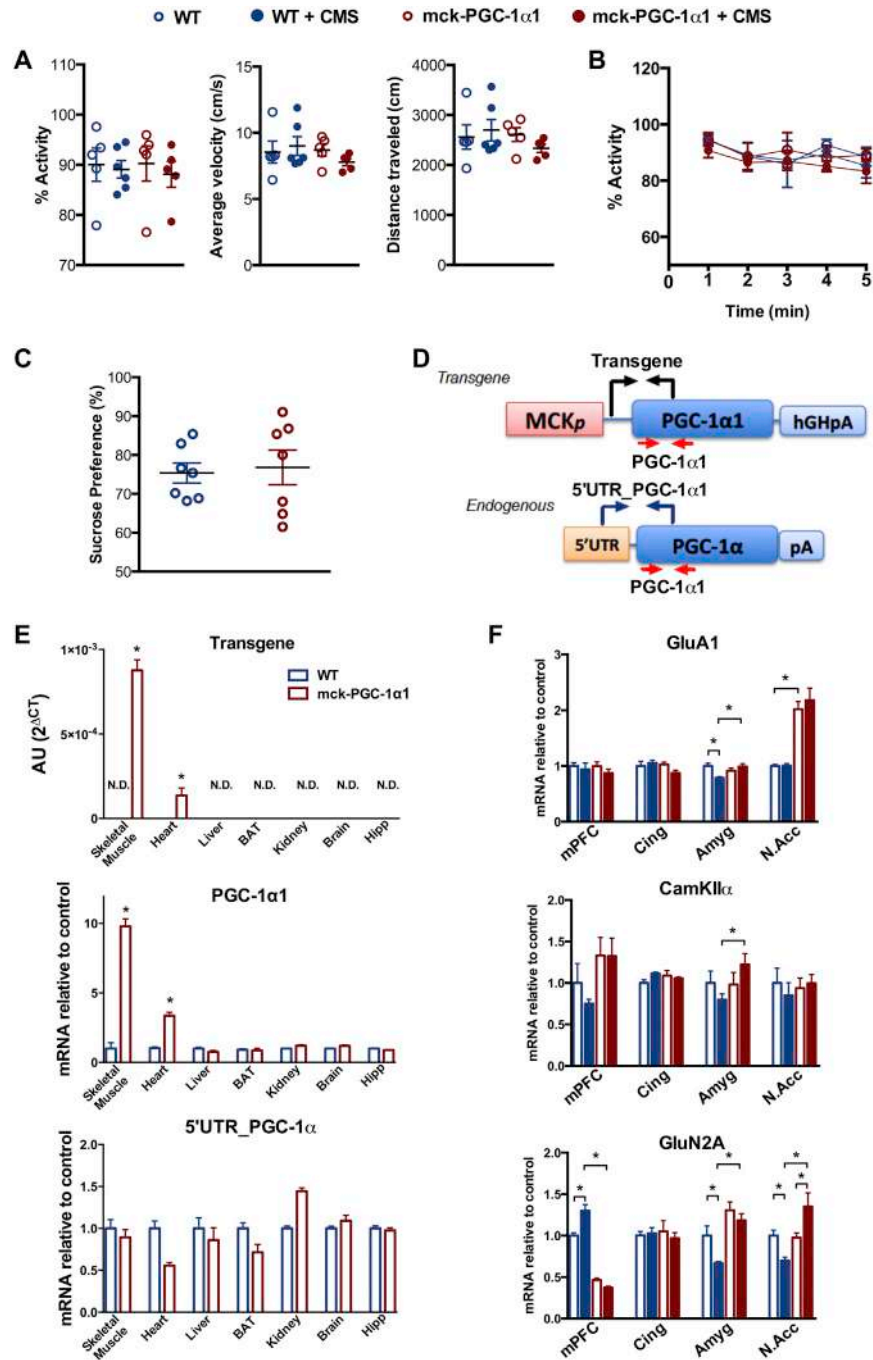 WT WT + CMS mck-PGC-1α1 mck-PGC-1α1 + CMS
A
% Activity
110
100
90
80
70
Average velocity (cm/s)
15
10
5
0
Distance traveled (cm)
4000
3000
2000
1000
0
B
% Activity
120
100
80
60
0 1 2 3 4 5
Time (min)
C
Sucrose Preference (%)
100
90
80
70
60
50
D
Transgene
Transgene
MCKp PGC-1α1 hGHpA
PGC-1α1
5'UTR_PGC-1α1
Endogenous
5'UTR PGC-1α pA
PGC-1α1
E
Transgene
WT
mck-PGC-1α1
AU (2^ΔCT)
1×10⁻³
5×10⁻⁴
0
N.D. * * N.D. N.D. N.D. N.D. N.D.
Skeletal Muscle Heart Liver BAT Kidney Brain Hipp
PGC-1α1
mRNA relative to control
10
5
0
* *
Skeletal Muscle Heart Liver BAT Kidney Brain Hipp
5'UTR_PGC-1α
mRNA relative to control
2.0
1.5
1.0
0.5
0.0
Skeletal Muscle Heart Liver BAT Kidney Brain Hipp
F
GluA1
mRNA relative to control
3
2
1
0
* * *
mPFC Cing Amyg N.Acc
CamKIIα
mRNA relative to control
2.0
1.5
1.0
0.5
0.0
*
mPFC Cing Amyg N.Acc
GluN2A
mRNA relative to control
2.0
1.5
1.0
0.5
0.0
* * * * * * *
mPFC Cing Amyg N.Acc